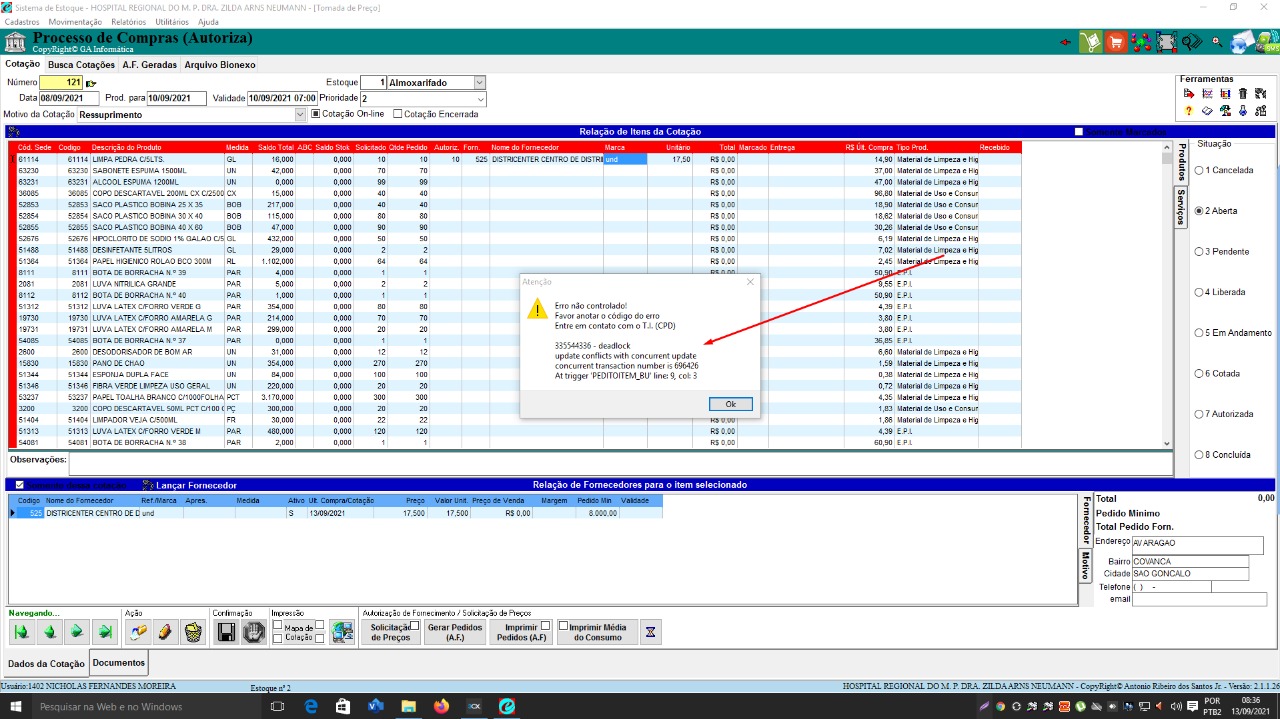 Sistema de Estoque - HOSPITAL REGIONAL DO M. P. DRA. ZILDA ARNS NEUMANN - [Tomada de Preço]
Cadastros Movimentação Relatórios Utilitários Ajuda
Processo de Compras (Autoriza)
CopyRight© GA Informática
Cotação Busca Cotações A.F. Geradas Arquivo Bionexo
Número 121 Estoque 1 Almoxarifado
Data 08/09/2021 Prod. para 10/09/2021 Validade 10/09/2021 07:00 Prioridade 2
Motivo da Cotação Ressuprimento Cotação On-line Cotação Encerrada
Ferramentas
Relação de Itens da Cotação
Cód. Sede Codigo Descrição do Produto Medida Saldo Total ABC Saldo Stok Solicitado Qtde Pedido Autoriz. Forn. Nome do Fornecedor Marca Unitário Total Marcado Entrega R$ Últ. Compra Tipo Prod. Recebido
61114 61114 LIMPA PEDRA C/5LTS. GL 16,000 0,000 10 10 10 525 DISTRICENTER CENTRO DE DISTRI und 17,50 R$ 0,00 14,90 Material de Limpeza e Hig
63230 63230 SABONETE ESPUMA 1500ML UN 42,000 0,000 70 70 R$ 0,00 37,00 Material de Limpeza e Hig
63231 63231 ALCOOL ESPUMA 1200ML UN 0,000 0,000 99 99 R$ 0,00 47,00 Material de Limpeza e Hig
36085 36085 COPO DESCARTAVEL 200ML CX C/2500 CX 15,000 0,000 40 40 R$ 0,00 96,80 Material de Uso e Consun
52853 52853 SACO PLASTICO BOBINA 25 X 35 BOB 217,000 0,000 40 40 R$ 0,00 18,90 Material de Uso e Consun
52854 52854 SACO PLASTICO BOBINA 30 X 40 BOB 115,000 0,000 80 80 R$ 0,00 18,62 Material de Uso e Consun
52855 52855 SACO PLASTICO BOBINA 40 X 60 BOB 47,000 0,000 90 90 R$ 0,00 30,26 Material de Uso e Consun
52676 52676 HIPOCLORITO DE SODIO 1% GALAO C/5 GL 432,000 0,000 50 50 R$ 0,00 6,19 Material de Limpeza e Hig
51488 51488 DESINFETANTE 5LITROS GL 29,000 0,000 2 2 R$ 0,00 7,02 Material de Limpeza e Hig
51364 51364 PAPEL HIGIENICO ROLAO BCO 300M RL 1.102,000 0,000 64 64 R$ 0,00 2,45 Material de Limpeza e Hig
8111 8111 BOTA DE BORRACHA N.º 39 PAR 4,000 0,000 1 1 R$ 0,00 50,90 E.P.I.
2081 2081 LUVA NITRILICA GRANDE PAR 5,000 0,000 2 2 9,55 E.P.I.
8112 8112 BOTA DE BORRACHA N.º 40 PAR 1,000 0,000 1 1 50,90 E.P.I.
51312 51312 LUVA LATEX C/FORRO VERDE G PAR 354,000 0,000 80 80 4,39 E.P.I.
19730 19730 LUVA LATEX C/FORRO AMARELA G PAR 214,000 0,000 70 70 3,80 E.P.I.
19731 19731 LUVA LATEX C/FORRO AMARELA M PAR 299,000 0,000 20 20 3,80 E.P.I.
54085 54085 BOTA DE BORRACHA N.º 37 PAR 0,000 0,000 1 1 36,85 E.P.I.
2600 2600 DESODORISADOR DE BOM AR UN 31,000 0,000 12 12 6,60 Material de Limpeza e Hig
15830 15830 PANO DE CHAO UN 354,000 0,000 270 270 1,59 Material de Limpeza e Hig
51344 51344 ESPONJA DUPLA FACE UN 84,000 0,000 100 100 0,38 Material de Limpeza e Hig
51346 51346 FIBRA VERDE LIMPEZA USO GERAL UN 220,000 0,000 20 20 0,72 Material de Limpeza e Hig
53237 53237 PAPEL TOALHA BRANCO C/1000FOLHA PCT 3.170,000 0,000 300 300 4,35 Material de Limpeza e Hig
3200 3200 COPO DESCARTAVEL 50ML PCT C/100 PÇ 300,000 0,000 20 20 1,83 Material de Uso e Consun
51404 51404 LIMPADOR VEJA C/500ML FR 30,000 0,000 22 22 R$ 0,00 1,86 Material de Limpeza e Hig
51313 51313 LUVA LATEX C/FORRO VERDE M PAR 480,000 0,000 120 120 R$ 0,00 4,39 E.P.I.
54081 54081 BOTA DE BORRACHA N.º 38 PAR 2,000 0,000 1 1 R$ 0,00 60,90 E.P.I.
Produtos
Serviços
Situação
1 Cancelada
2 Aberta
3 Pendente
4 Liberada
5 Em Andamento
6 Cotada
7 Autorizada
8 Concluída
Atenção
Erro não controlado!
Favor anotar o código do erro
Entre em contato com o T.I. (CPD)
335544336 - deadlock
update conflicts with concurrent update
concurrent transaction number is 696426
At trigger 'PEDITOITEM_BU' line: 9, col: 3
Ok
Observações:
Lançar Fornecedor Relação de Fornecedores para o item selecionado
Codigo Nome do Fornecedor Ref./Marca Apres. Medida Ativo Ult. Compra/Cotação Preço Valor Unit. Preço de Venda Margem Pedido Min Validade
525 DISTRICENTER CENTRO DE D und S 13/09/2021 17,500 17,500 R$ 0,00 8.000,00
Fornecedor
Motivo
Total 0,00
Pedido Minimo
Total Pedido Forn.
Endereço AV ARAGAO
Bairro COVANCA
Cidade SAO GONCALO
Telefone ( ) -
email
Navegando... Ação Confirmação Impressão Autorização de Fornecimento / Solicitação de Preços
Mapa de Cotação
Solicitação de Preços
Gerar Pedidos (A.F.)
Imprimir Pedidos (A.F)
Imprimir Média do Consumo
Dados da Cotação Documentos
Usuário:1402 NICHOLAS FERNANDES MOREIRA Estoque nº 2 HOSPITAL REGIONAL DO M. P. DRA. ZILDA ARNS NEUMANN - CopyRight© Antonio Ribeiro dos Santos Jr. - Versão: 2.1.1.26
Pesquisar na Web e no Windows
POR 08:36
PTB2 13/09/2021